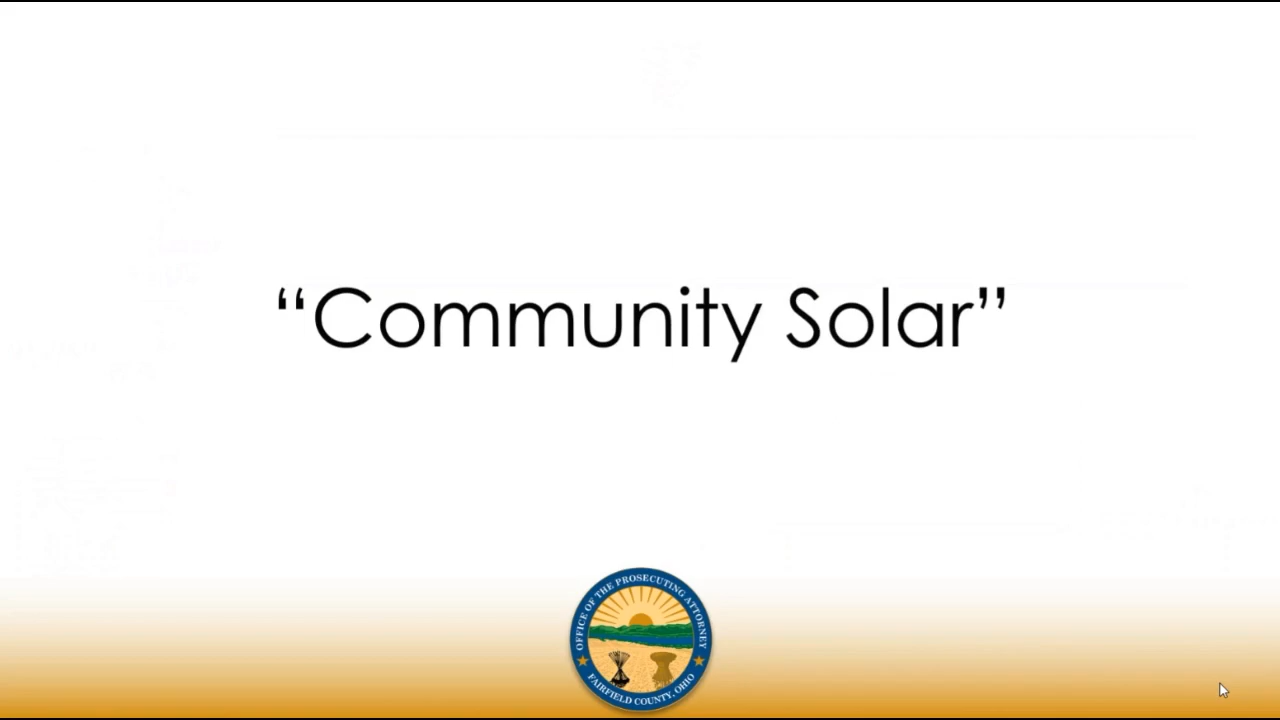 “Community Solar”
OFFICE OF THE PROSECUTING ATTORNEY
FAIRFIELD COUNTY, OHIO